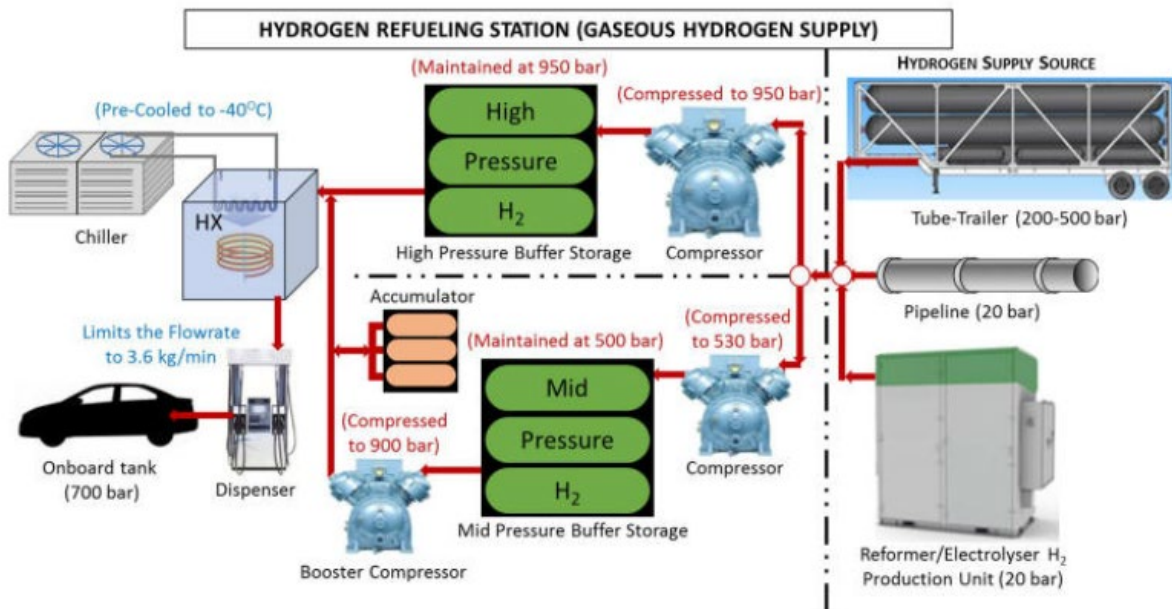 HYDROGEN REFUELING STATION (GASEOUS HYDROGEN SUPPLY)
(Maintained at 950 bar)
High
Pressure
H₂
High Pressure Buffer Storage
(Compressed to 950 bar)
Compressor
HYDROGEN SUPPLY SOURCE
Tube-Trailer (200-500 bar)
Pipeline (20 bar)
Reformer/Electrolyser H₂
Production Unit (20 bar)
(Pre-Cooled to -40⁰C)
Chiller
HX
Accumulator
(Maintained at 500 bar)
Mid
Pressure
H₂
Mid Pressure Buffer Storage
(Compressed
to 530 bar)
Compressor
(Compressed
to 900 bar)
Booster Compressor
Limits the Flowrate
to 3.6 kg/min
Dispenser
Onboard tank
(700 bar)